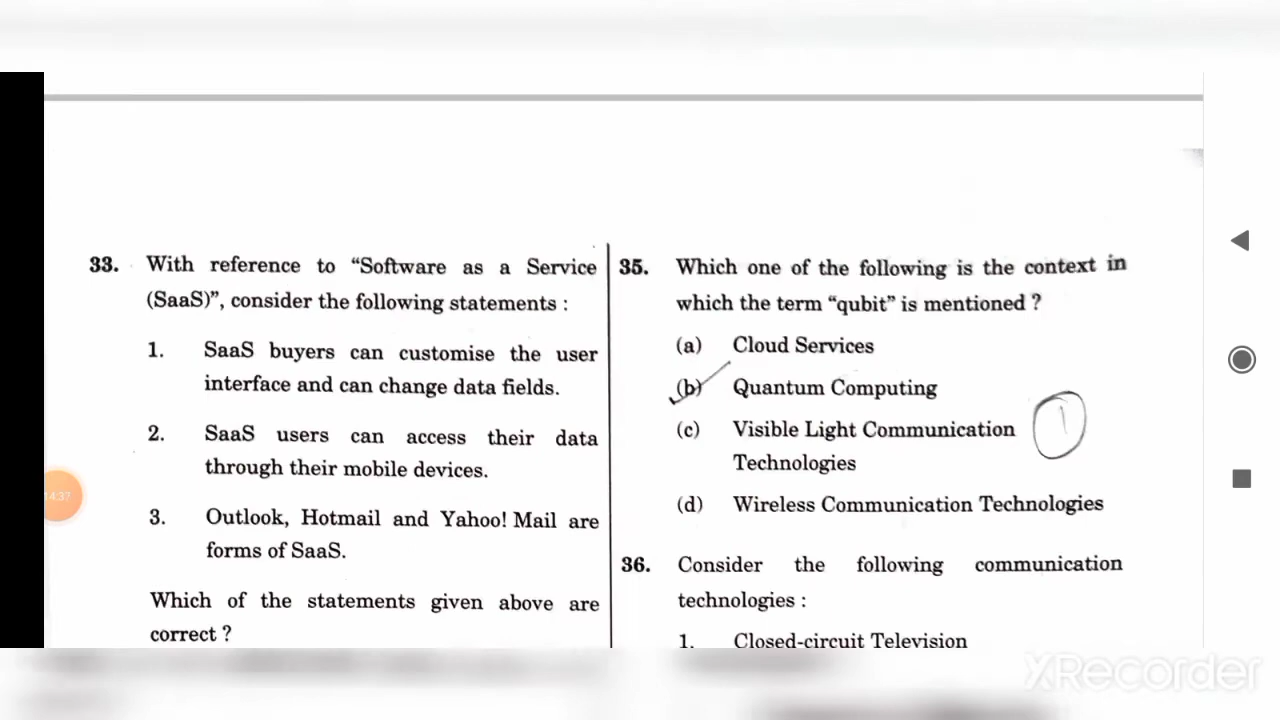 33. With reference to “Software as a Service
(SaaS)”, consider the following statements :
1. SaaS buyers can customise the user
interface and can change data fields.
2. SaaS users can access their data
through their mobile devices.
3. Outlook, Hotmail and Yahoo! Mail are
forms of SaaS.
Which of the statements given above are
correct ?
35. Which one of the following is the context in
which the term “qubit” is mentioned ?
(a) Cloud Services
(b) Quantum Computing
(c) Visible Light Communication
Technologies
(d) Wireless Communication Technologies
1
36. Consider the following communication
technologies :
1. Closed-circuit Television
14:37
XRecorder